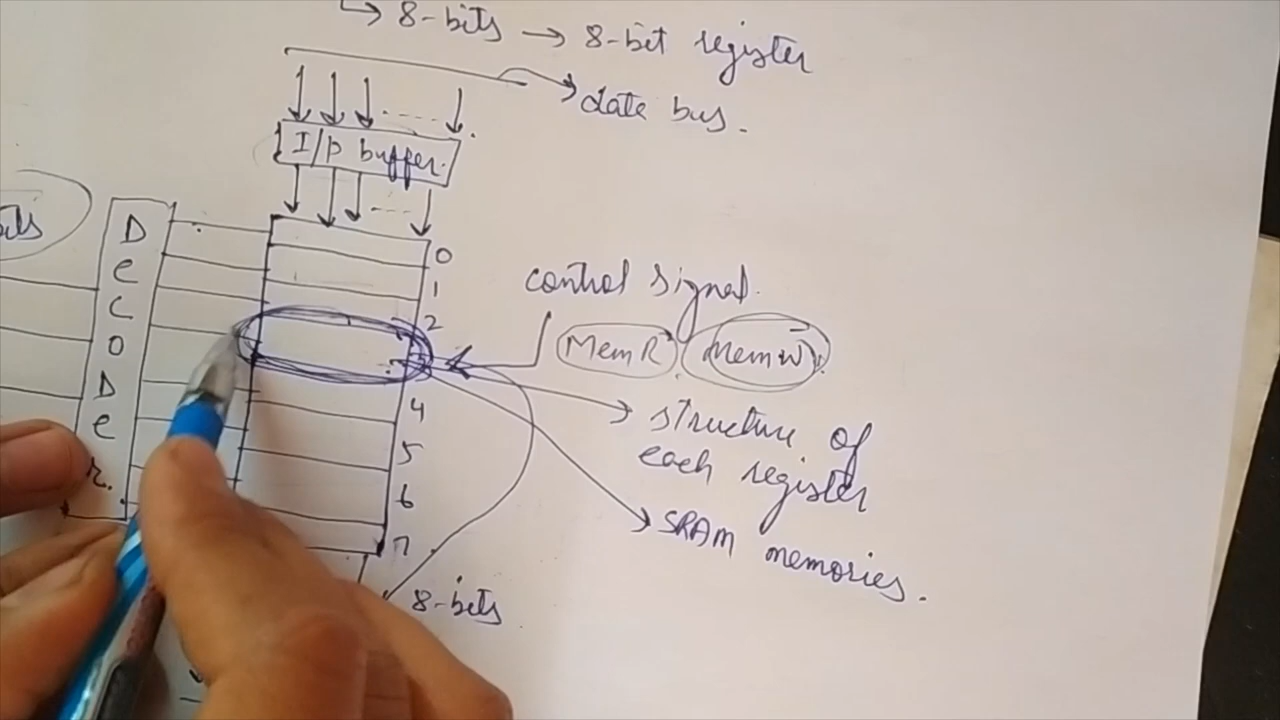 → 8-bits → 8-bit register
date bus.
I/p buffer.
DeCODer.
0
1
2
4
5
6
7
control signal.
MemR MemW
structure of
each register
SRAM memories.
8-bits